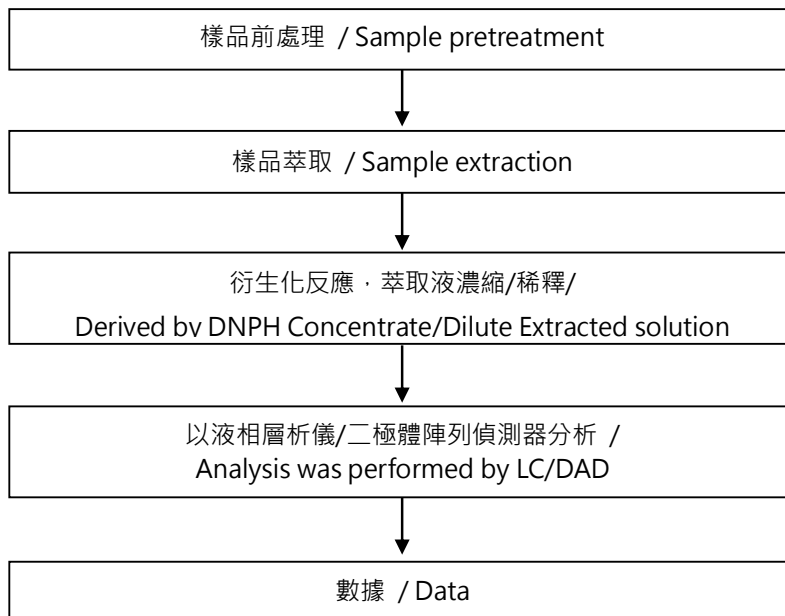 樣品前處理 / Sample pretreatment
樣品萃取 / Sample extraction
衍生化反應，萃取液濃縮/稀釋/
Derived by DNPH Concentrate/Dilute Extracted solution
以液相層析儀/二極體陣列偵測器分析 /
Analysis was performed by LC/DAD
數據 / Data